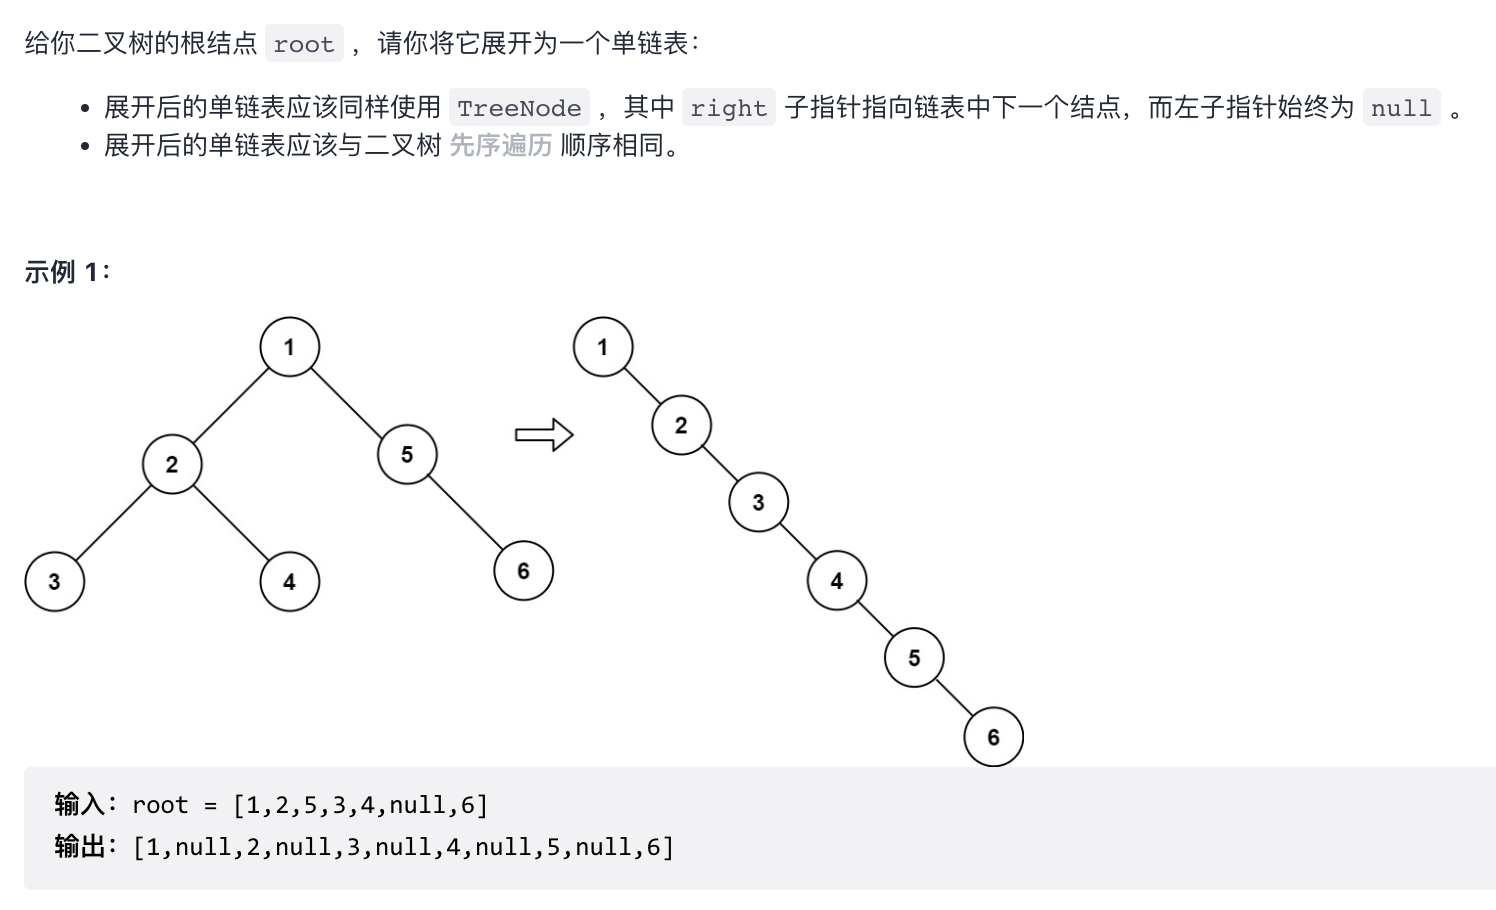 给你二叉树的根结点 root ，请你将它展开为一个单链表：
展开后的单链表应该同样使用 TreeNode ，其中 right 子指针指向链表中下一个结点，而左子指针始终为 null 。
展开后的单链表应该与二叉树 先序遍历 顺序相同。
示例 1：
1
2
5
3
4
6
1
2
3
4
5
6
输入：root = [1,2,5,3,4,null,6]
输出：[1,null,2,null,3,null,4,null,5,null,6]